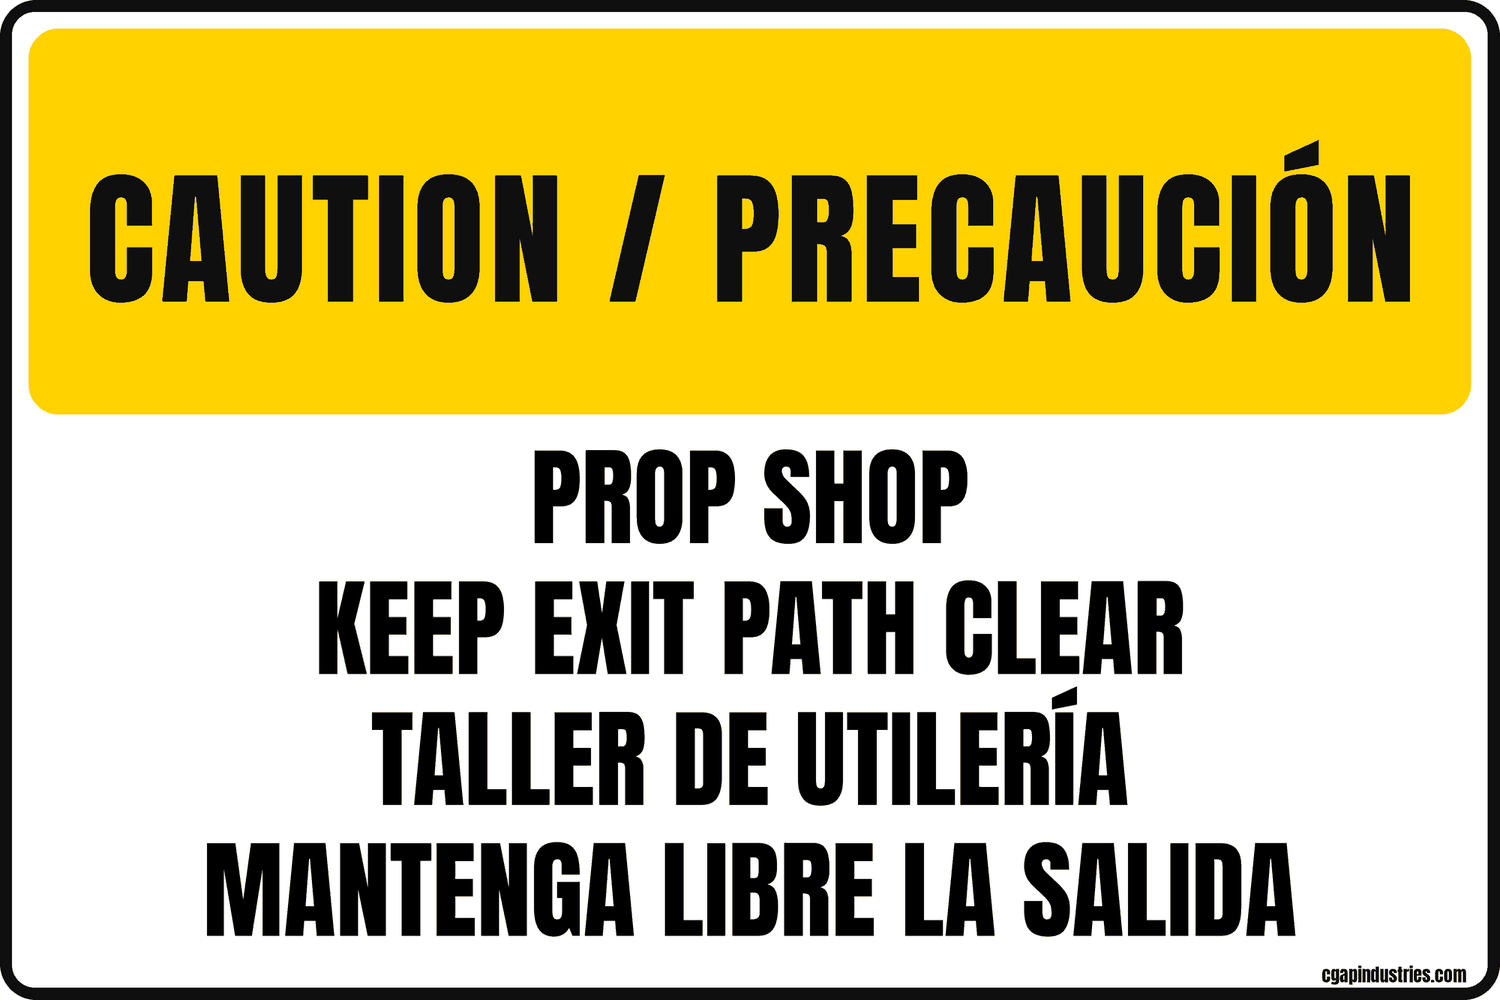 CAUTION / PRECAUCIÓN
PROP SHOP
KEEP EXIT PATH CLEAR
TALLER DE UTILERÍA
MANTENGA LIBRE LA SALIDA
cgapindustries.com